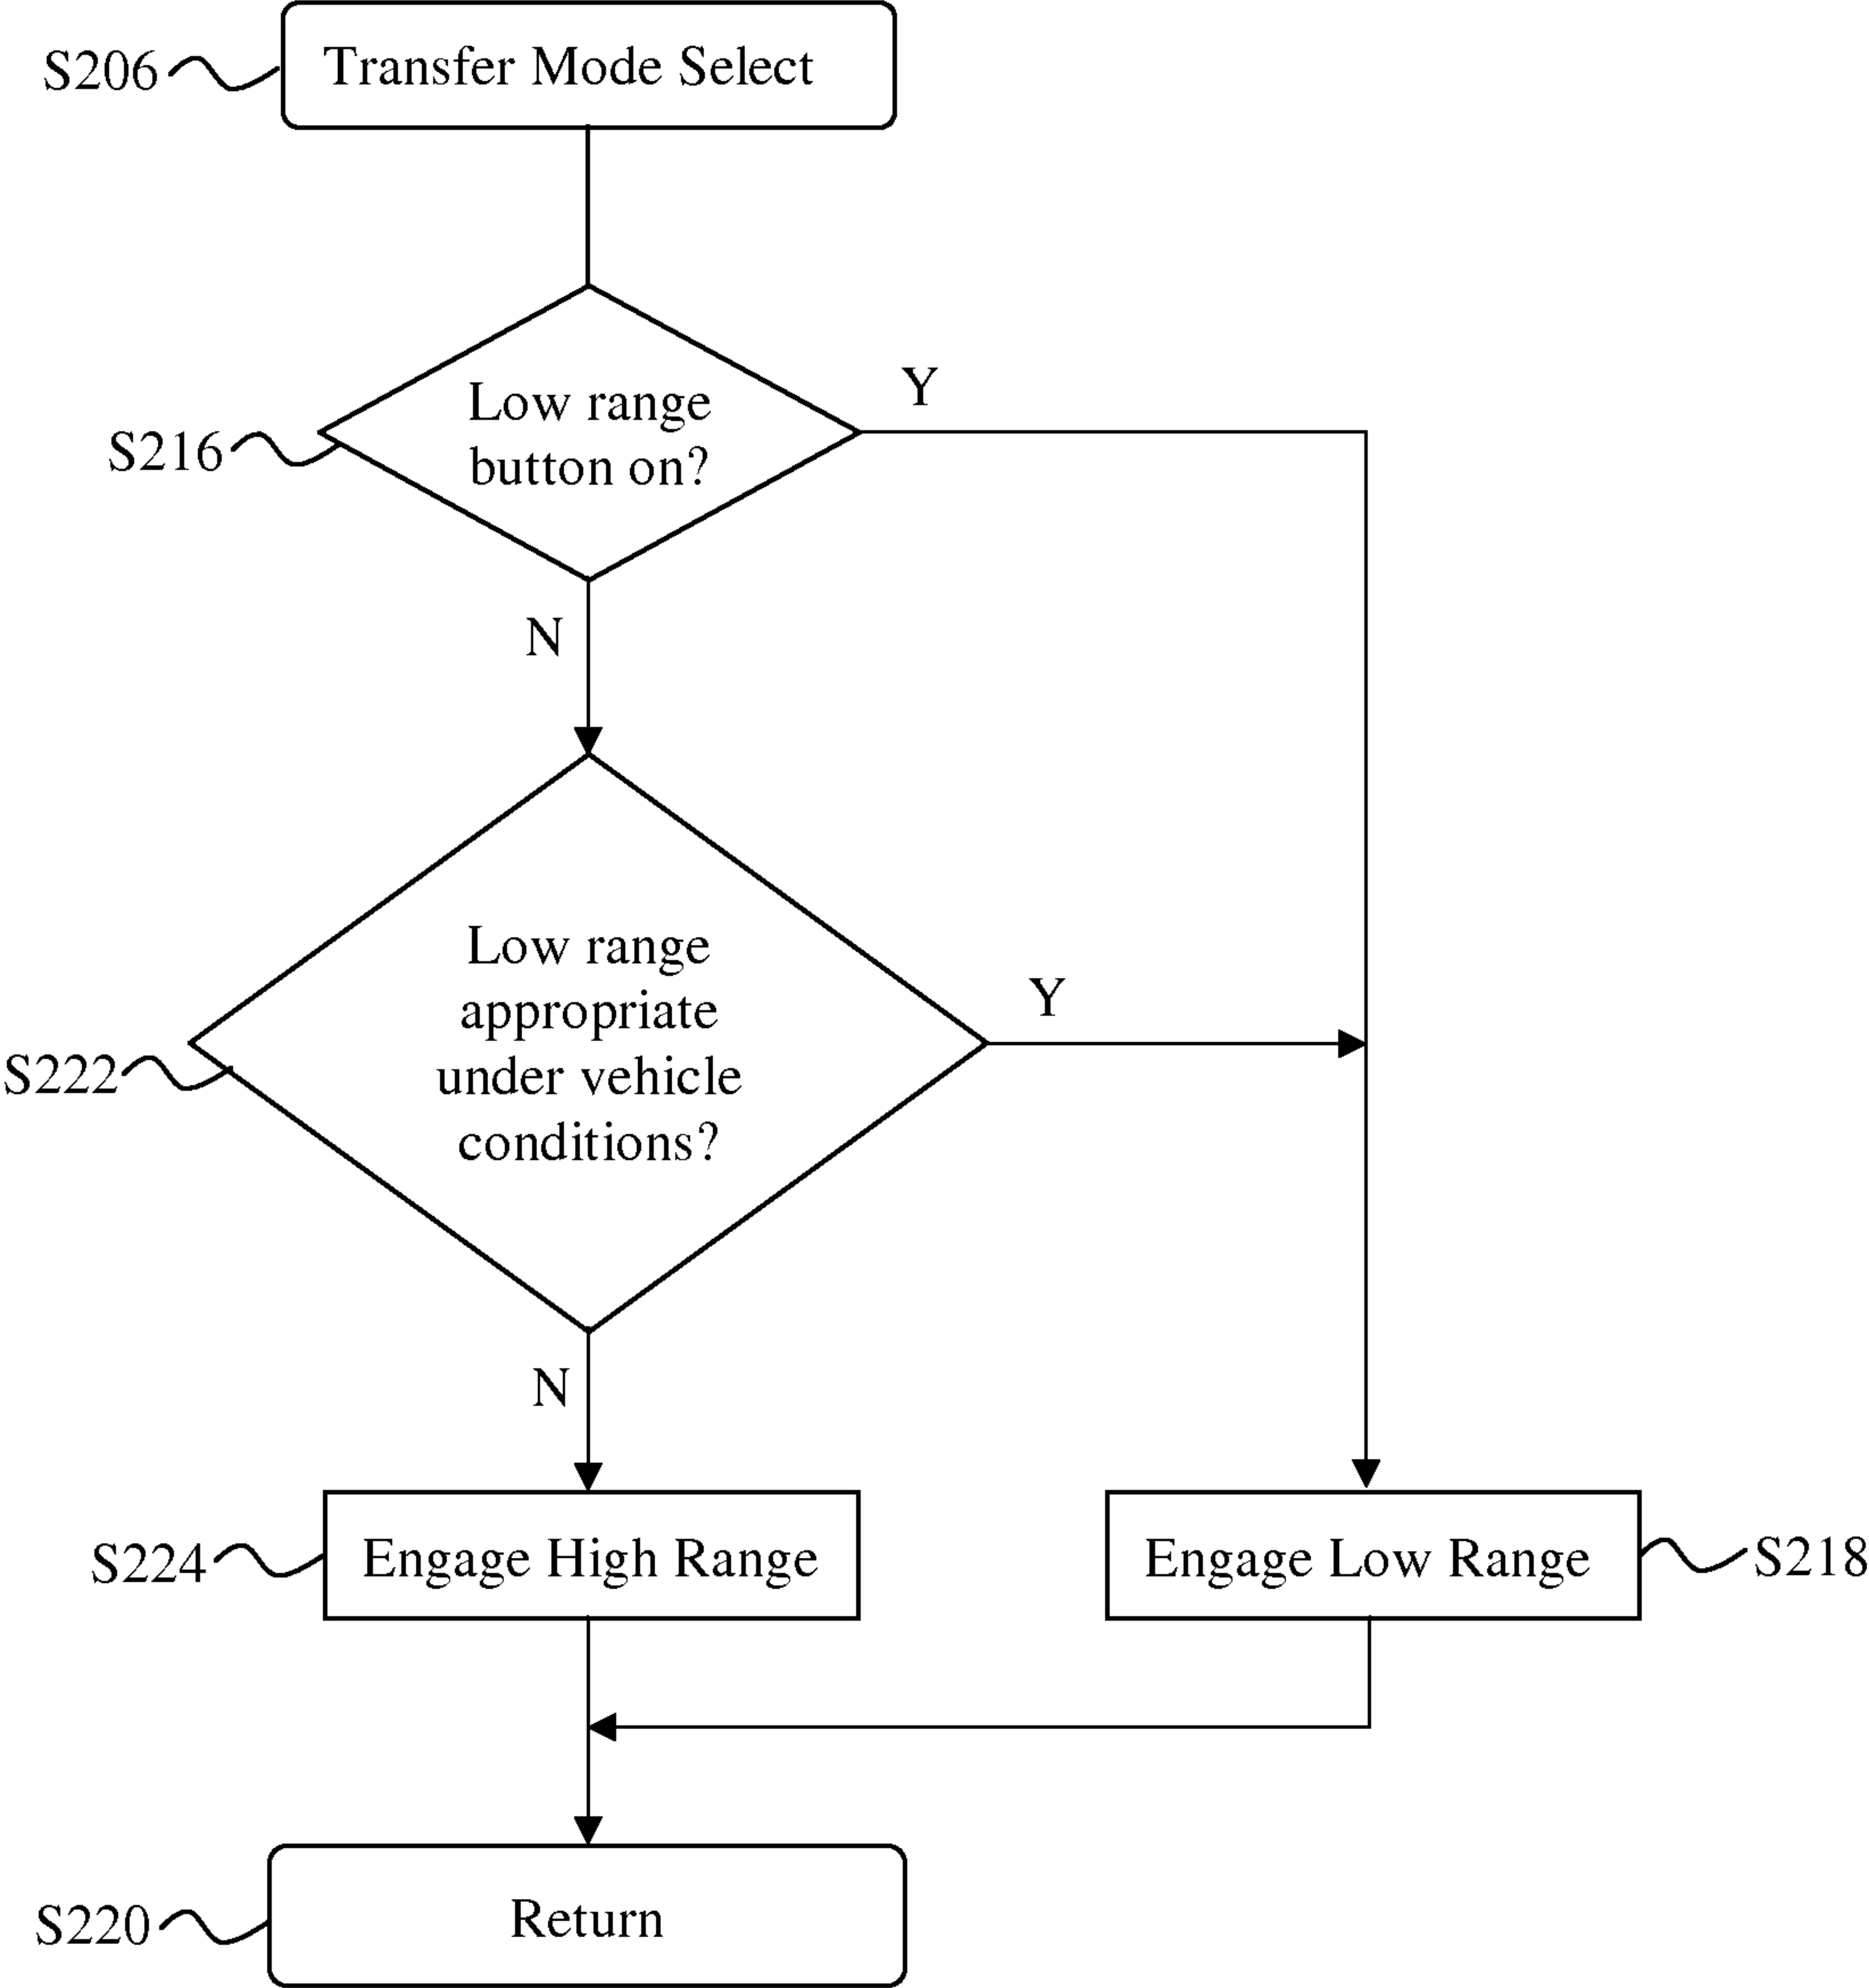 S206
Transfer Mode Select
Y
Low range
button on?
S216
N
Low range
appropriate
under vehicle
conditions?
Y
S222
N
S224
Engage High Range
Engage Low Range
S218
S220
Return